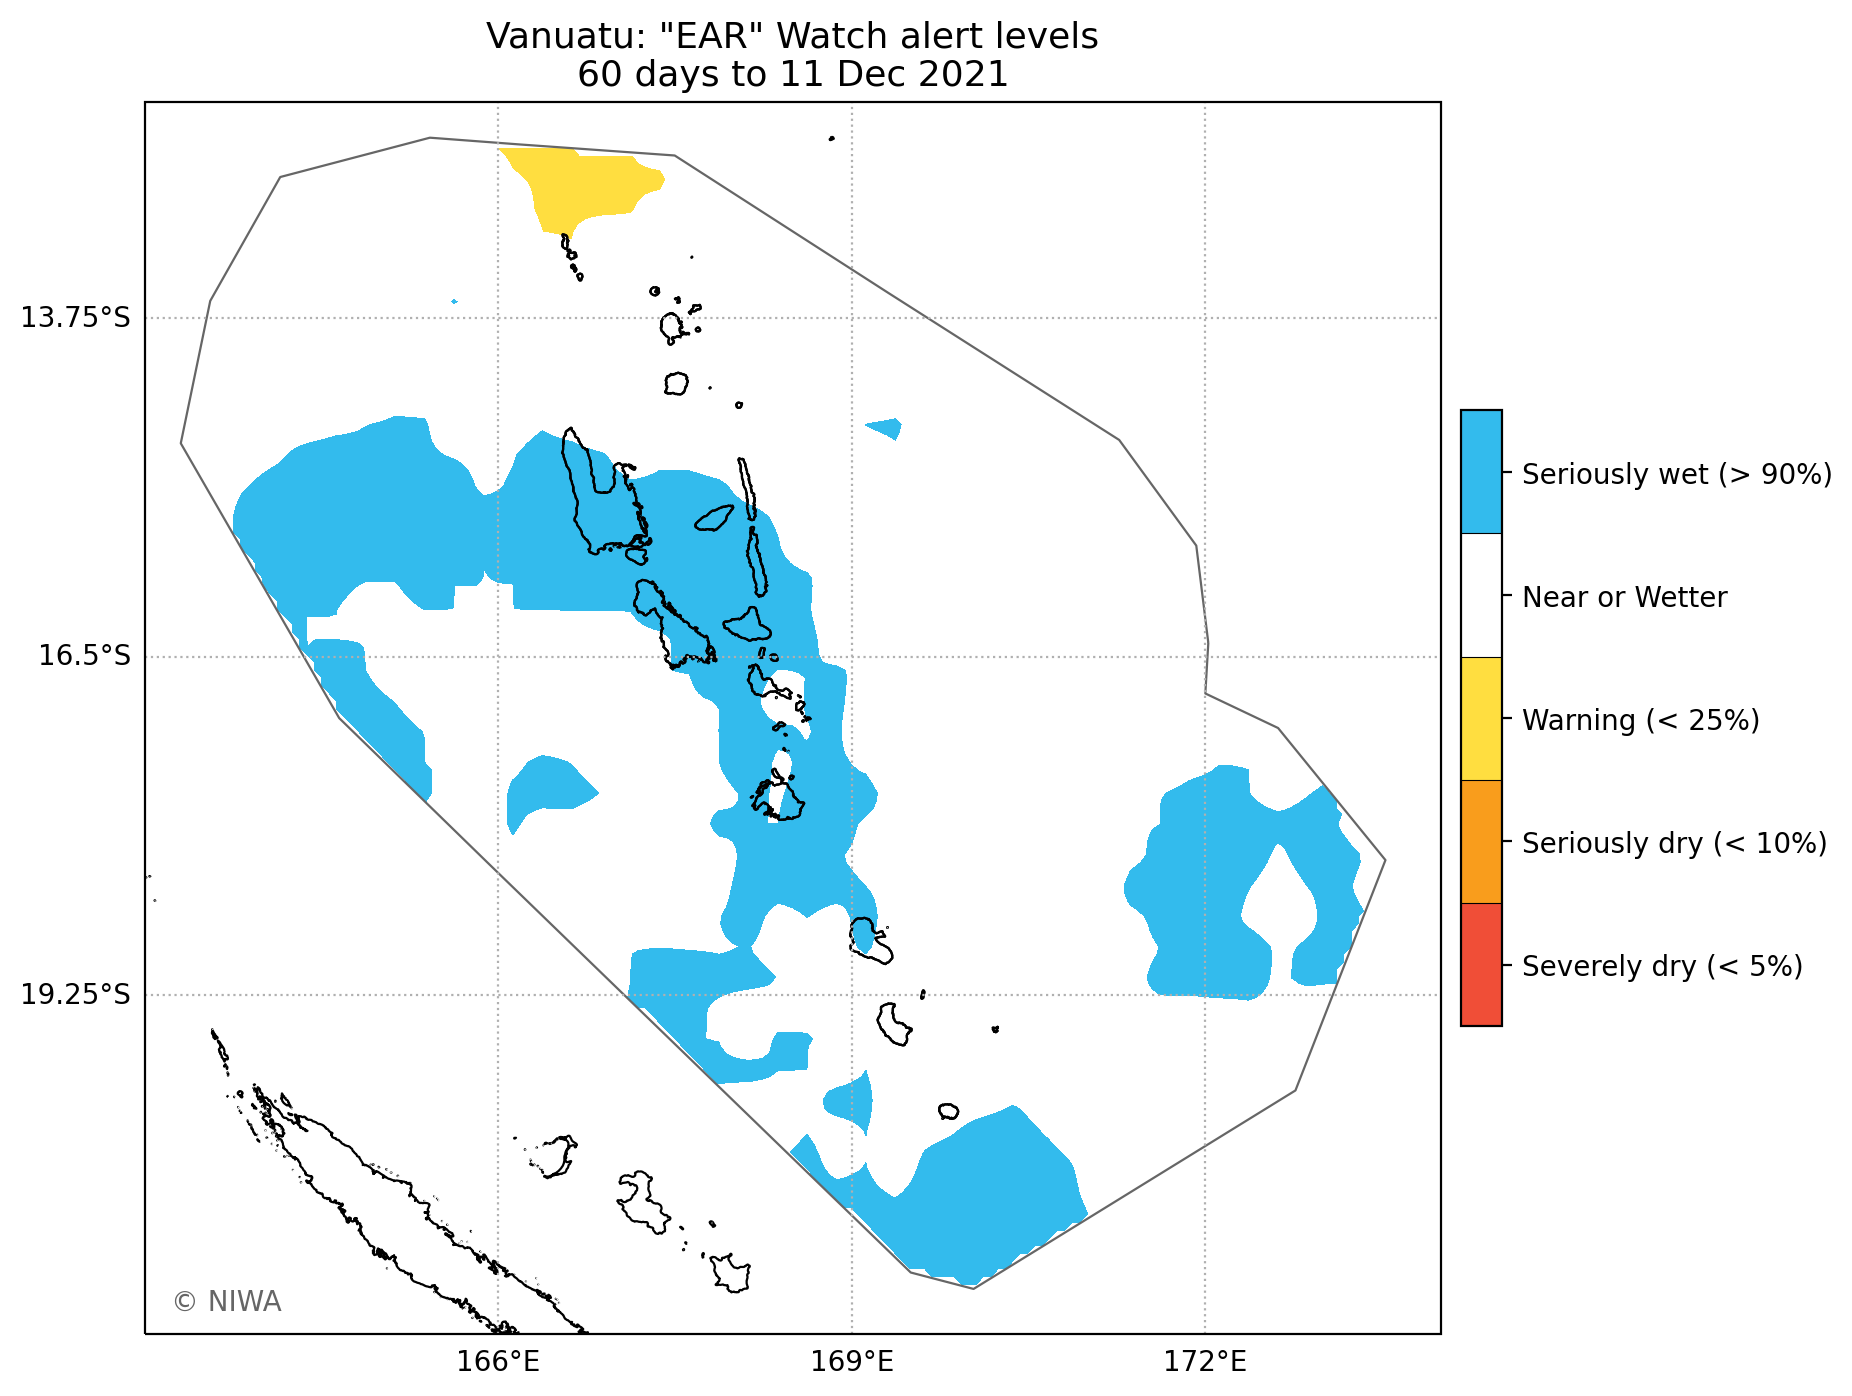 Vanuatu: "EAR" Watch alert levels
60 days to 11 Dec 2021
13.75°S
16.5°S
19.25°S
166°E
169°E
172°E
© NIWA
Seriously wet (> 90%)
Near or Wetter
Warning (< 25%)
Seriously dry (< 10%)
Severely dry (< 5%)